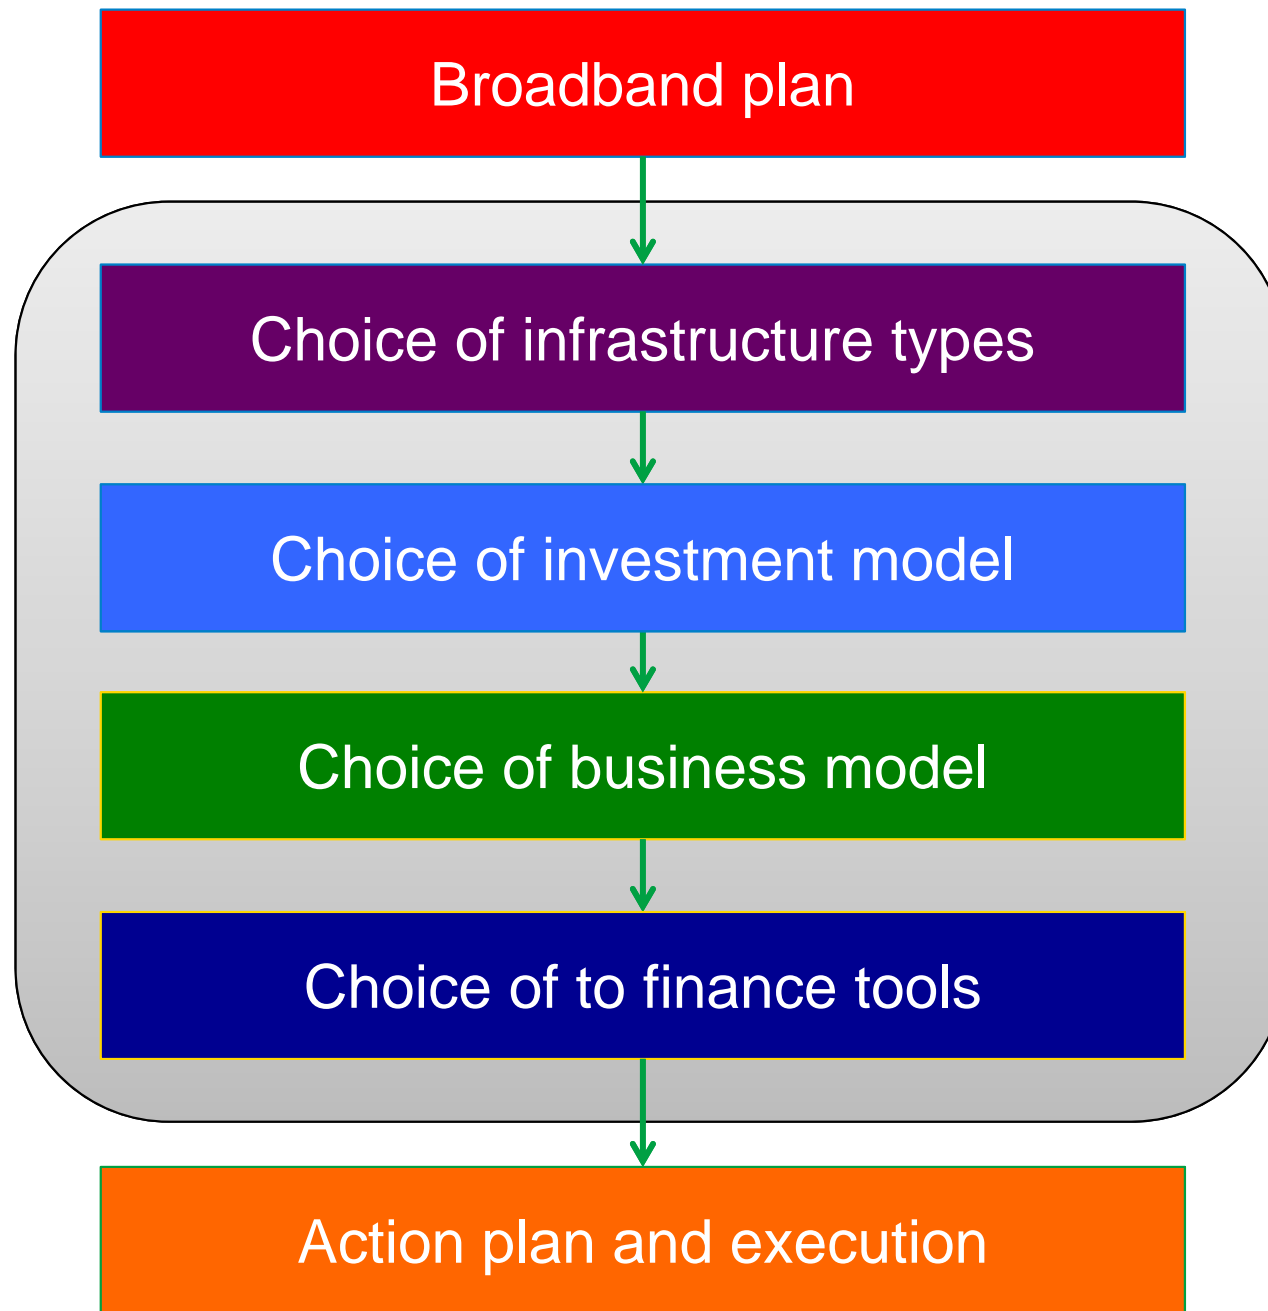 Broadband plan
Choice of infrastructure types
Choice of investment model
Choice of business model
Choice of to finance tools
Action plan and execution